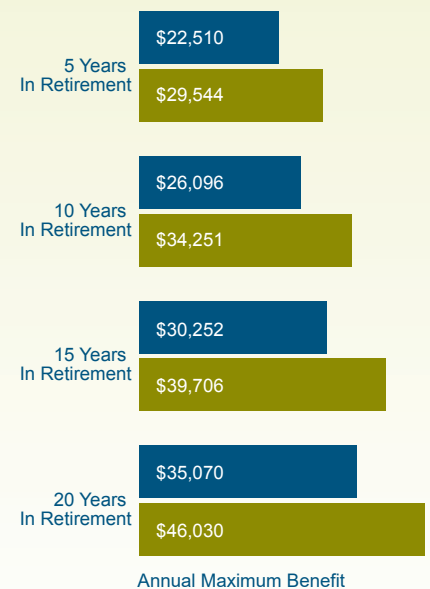 $22,510
5 Years
In Retirement
$29,544
$26,096
10 Years
In Retirement
$34,251
$30,252
15 Years
In Retirement
$39,706
$35,070
20 Years
In Retirement
$46,030
Annual Maximum Benefit